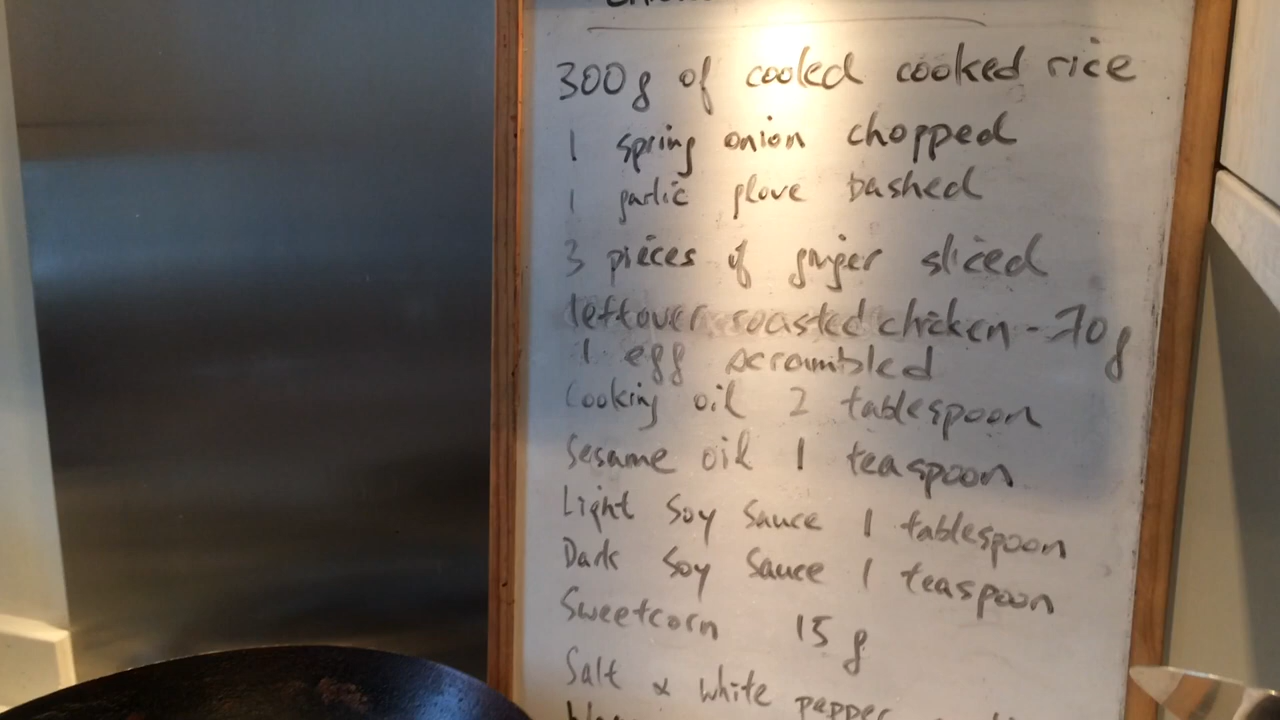 300g of cooled cooked rice
1 spring onion chopped
1 garlic glove bashed
3 pieces of ginger sliced
leftover roasted chicken - 70g
1 egg scrambled
Cooking oil 2 tablespoon
Sesame oil 1 teaspoon
Light Soy Sauce 1 tablespoon
Dark Soy Sauce 1 teaspoon
Sweetcorn 15g
Salt & white pepper